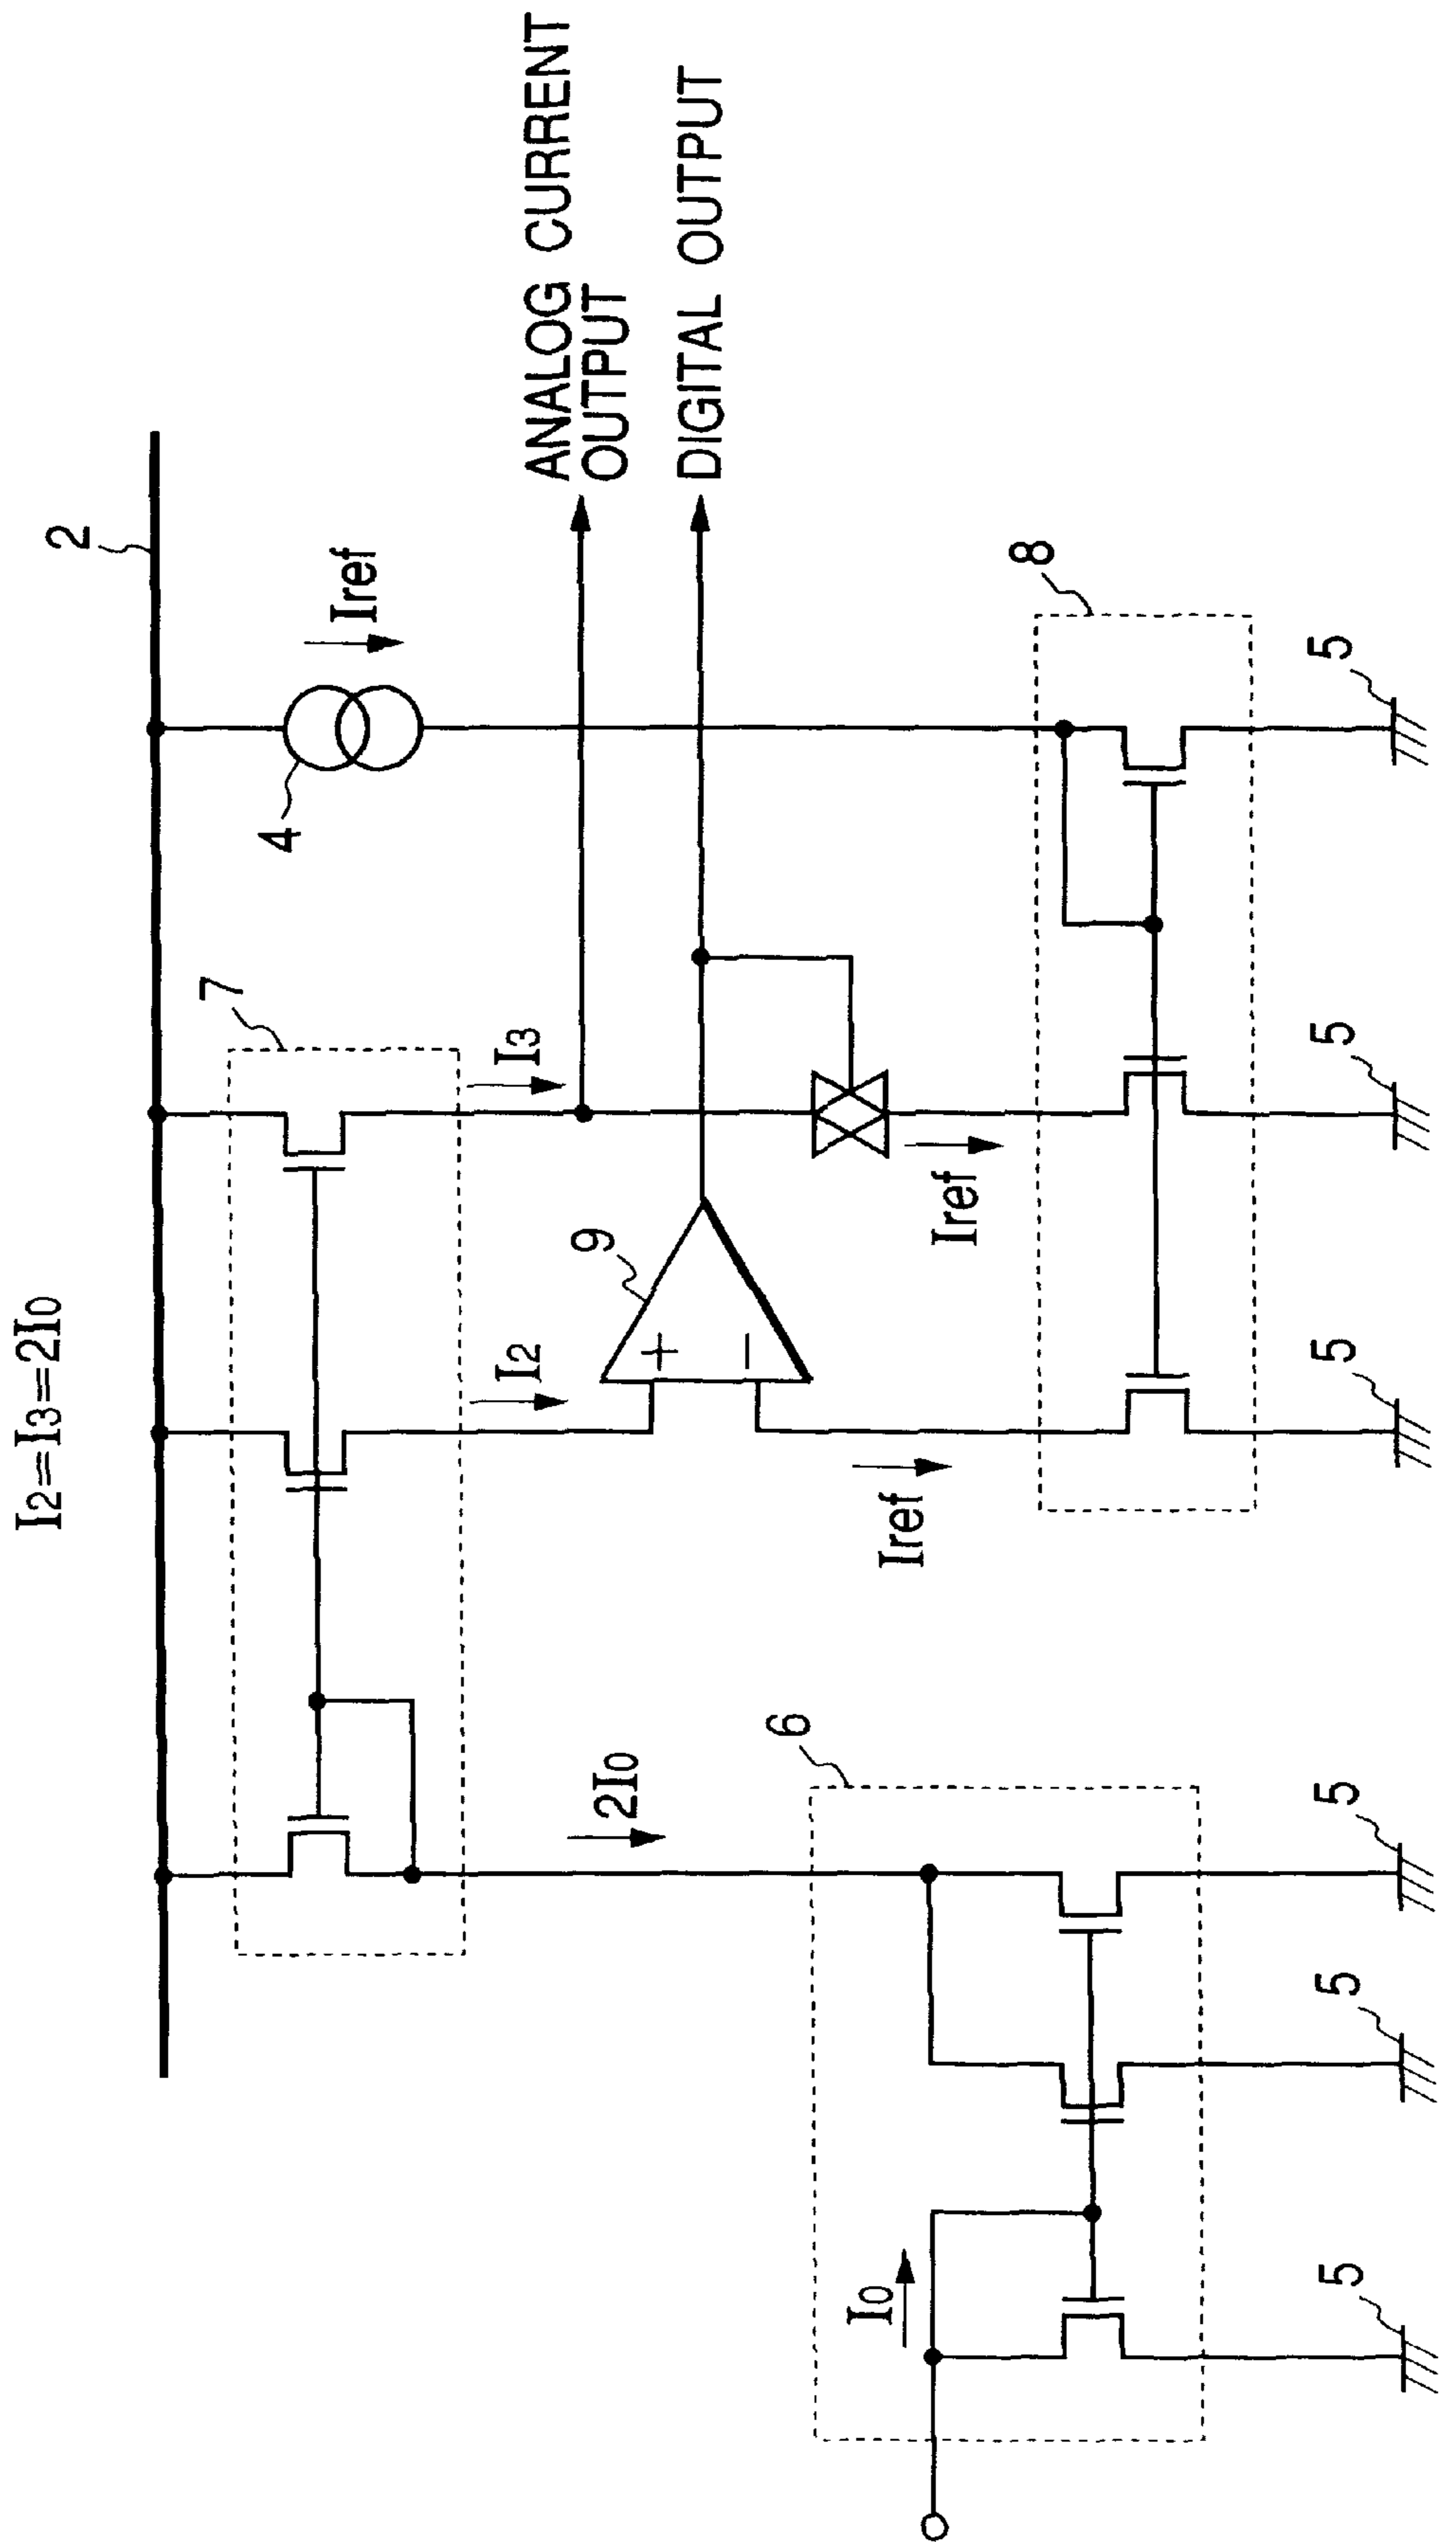 I2=I3=2I0
2
7
Iref
4
I3
I2
2I0
ANALOG CURRENT
OUTPUT
DIGITAL OUTPUT
9
+
−
Iref
Iref
6
I0
8
5
5
5
5
5
5